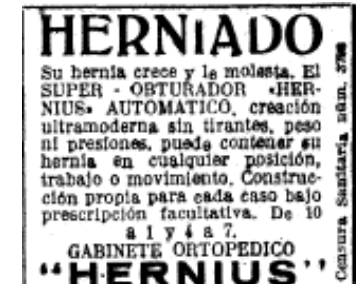 HERNIADO
Su hernia crece y le molesta. El
SUPER - OBTURADOR «HER-
NIUS» AUTOMATICO, creación
ultramoderna sin tirantes, peso
ni presiones, puede contener su
hernia en cualquier posición,
trabajo o movimiento. Construc-
ción propia para cada caso bajo
prescripción facultativa. De 10
a 1 y 4 a 7.
GABINETE ORTOPEDICO
"HERNIUS"
Censura Sanitaria núm.